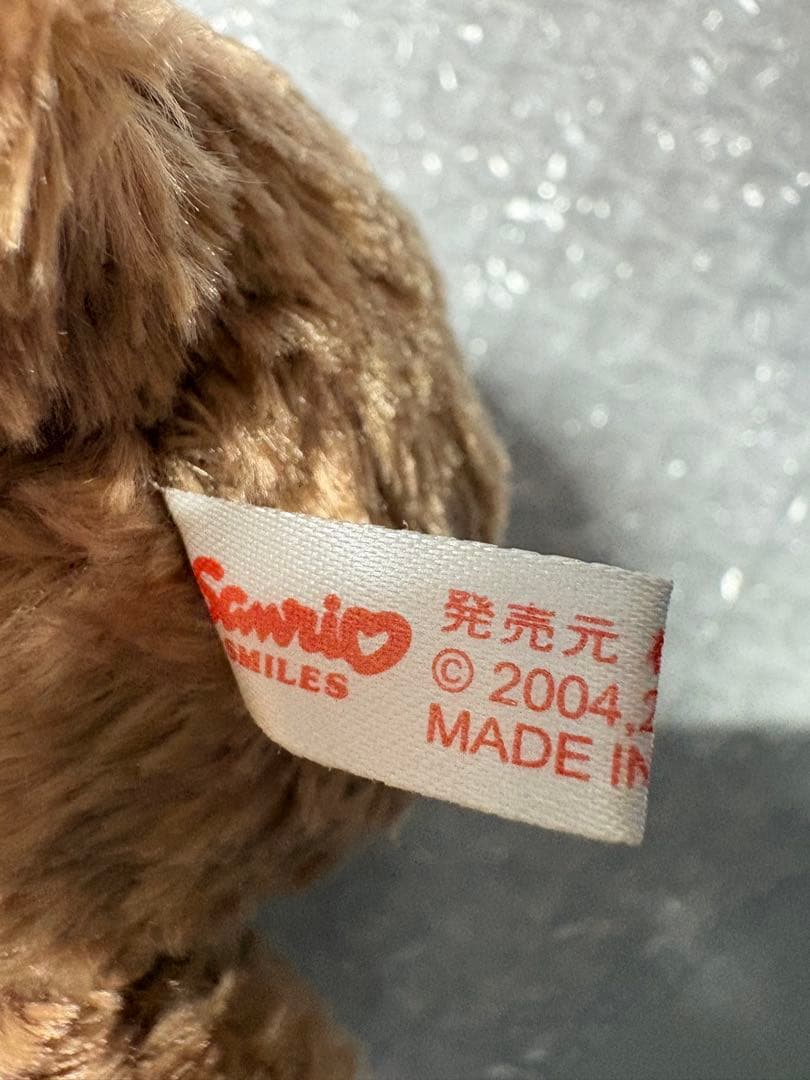 Sanrio
SMILES
発売元
© 2004,
MADE IN